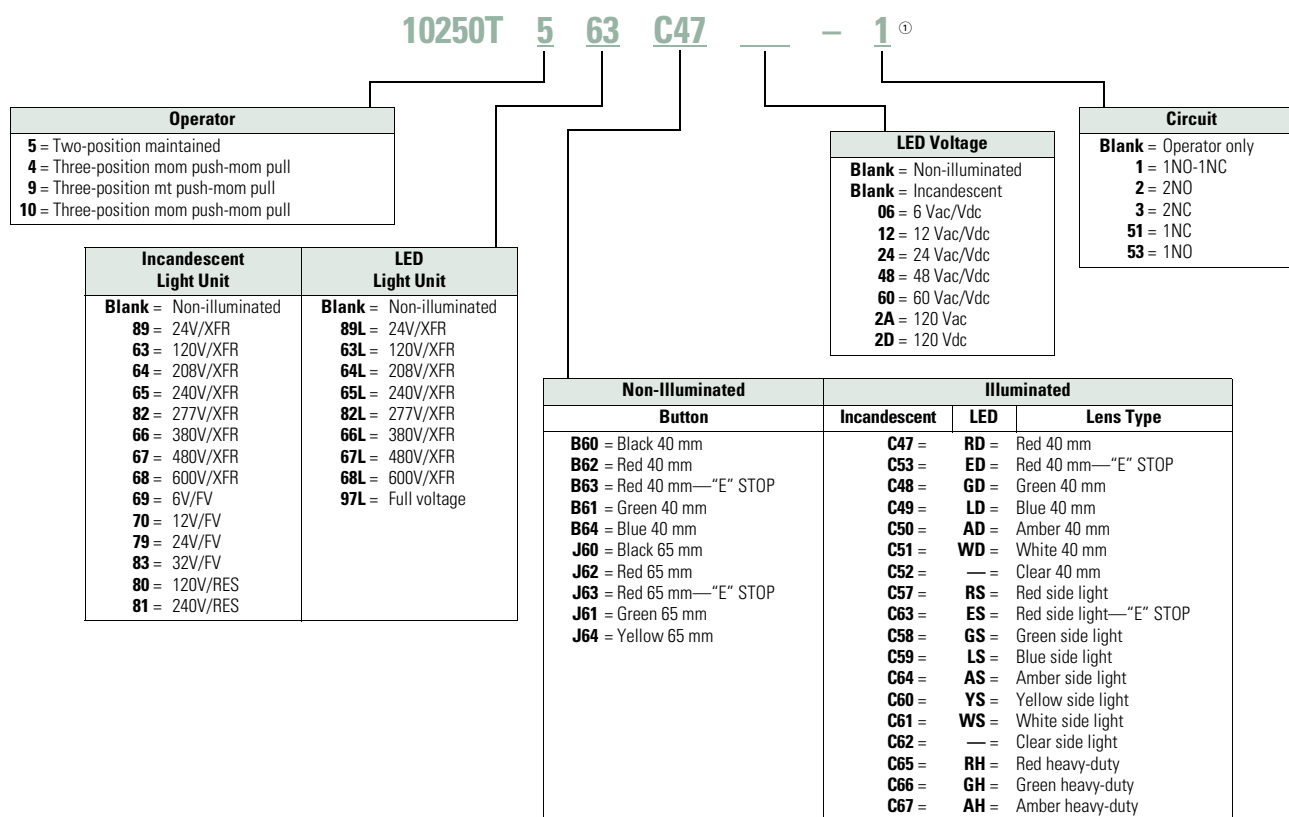 10250T 5 63 C47 ___ – 1 ①
Operator
5 = Two-position maintained
4 = Three-position mom push-mom pull
9 = Three-position mt push-mom pull
10 = Three-position mom push-mom pull
Incandescent Light Unit
Blank = Non-illuminated
89 = 24V/XFR
63 = 120V/XFR
64 = 208V/XFR
65 = 240V/XFR
82 = 277V/XFR
66 = 380V/XFR
67 = 480V/XFR
68 = 600V/XFR
69 = 6V/FV
70 = 12V/FV
79 = 24V/FV
83 = 32V/FV
80 = 120V/RES
81 = 240V/RES
LED Light Unit
Blank = Non-illuminated
89L = 24V/XFR
63L = 120V/XFR
64L = 208V/XFR
65L = 240V/XFR
82L = 277V/XFR
66L = 380V/XFR
67L = 480V/XFR
68L = 600V/XFR
97L = Full voltage
LED Voltage
Blank = Non-illuminated
Blank = Incandescent
06 = 6 Vac/Vdc
12 = 12 Vac/Vdc
24 = 24 Vac/Vdc
48 = 48 Vac/Vdc
60 = 60 Vac/Vdc
2A = 120 Vac
2D = 120 Vdc
Circuit
Blank = Operator only
1 = 1NO-1NC
2 = 2NO
3 = 2NC
51 = 1NC
53 = 1NO
Non-Illuminated
Button
B60 = Black 40 mm
B62 = Red 40 mm
B63 = Red 40 mm—“E” STOP
B61 = Green 40 mm
B64 = Blue 40 mm
J60 = Black 65 mm
J62 = Red 65 mm
J63 = Red 65 mm—“E” STOP
J61 = Green 65 mm
J64 = Yellow 65 mm
Illuminated
Incandescent LED Lens Type
C47 = RD = Red 40 mm
C53 = ED = Red 40 mm—“E” STOP
C48 = GD = Green 40 mm
C49 = LD = Blue 40 mm
C50 = AD = Amber 40 mm
C51 = WD = White 40 mm
C52 = — = Clear 40 mm
C57 = RS = Red side light
C63 = ES = Red side light—“E” STOP
C58 = GS = Green side light
C59 = LS = Blue side light
C64 = AS = Amber side light
C60 = YS = Yellow side light
C61 = WS = White side light
C62 = — = Clear side light
C65 = RH = Red heavy-duty
C66 = GH = Green heavy-duty
C67 = AH = Amber heavy-duty